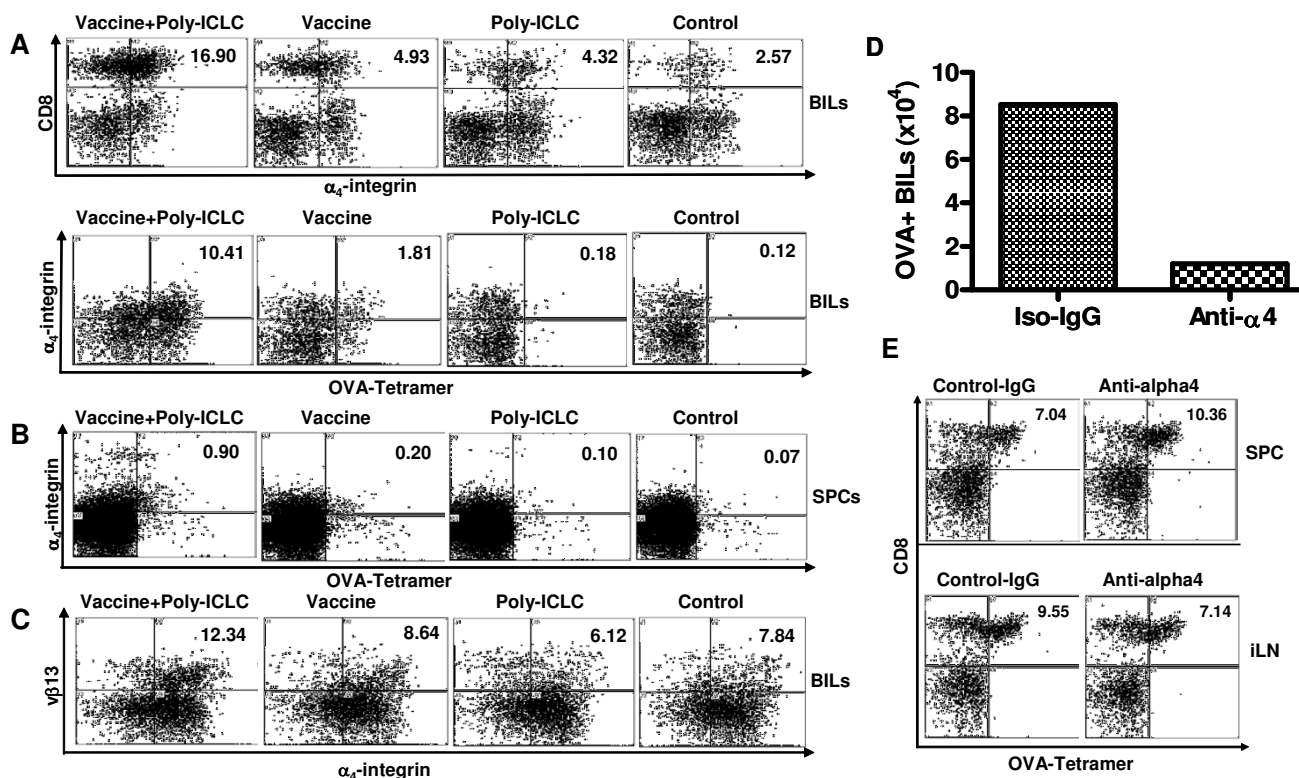 A
Vaccine+Poly-ICLC Vaccine Poly-ICLC Control
16.90 4.93 4.32 2.57
CD8
BILs
α4-integrin
Vaccine+Poly-ICLC Vaccine Poly-ICLC Control
10.41 1.81 0.18 0.12
α4-integrin
BILs
OVA-Tetramer
B
Vaccine+Poly-ICLC Vaccine Poly-ICLC Control
0.90 0.20 0.10 0.07
α4-integrin
SPCs
OVA-Tetramer
C
Vaccine+Poly-ICLC Vaccine Poly-ICLC Control
12.34 8.64 6.12 7.84
vβ13
BILs
α4-integrin
D
OVA+ BILs (x10⁴)
10
8
6
4
2
0
Iso-IgG Anti-α4
E
Control-IgG Anti-alpha4
7.04 10.36
SPC
CD8
Control-IgG Anti-alpha4
9.55 7.14
iLN
OVA-Tetramer